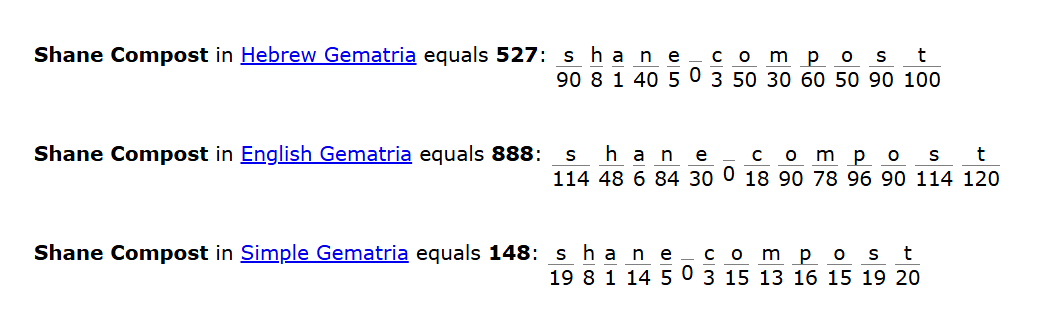 Shane Compost in Hebrew Gematria equals 527: s h a n e _ c o m p o s t
90 8 1 40 5 0 3 50 30 60 50 90 100
Shane Compost in English Gematria equals 888: s h a n e _ c o m p o s t
114 48 6 84 30 0 18 90 78 96 90 114 120
Shane Compost in Simple Gematria equals 148: s h a n e _ c o m p o s t
19 8 1 14 5 0 3 15 13 16 15 19 20